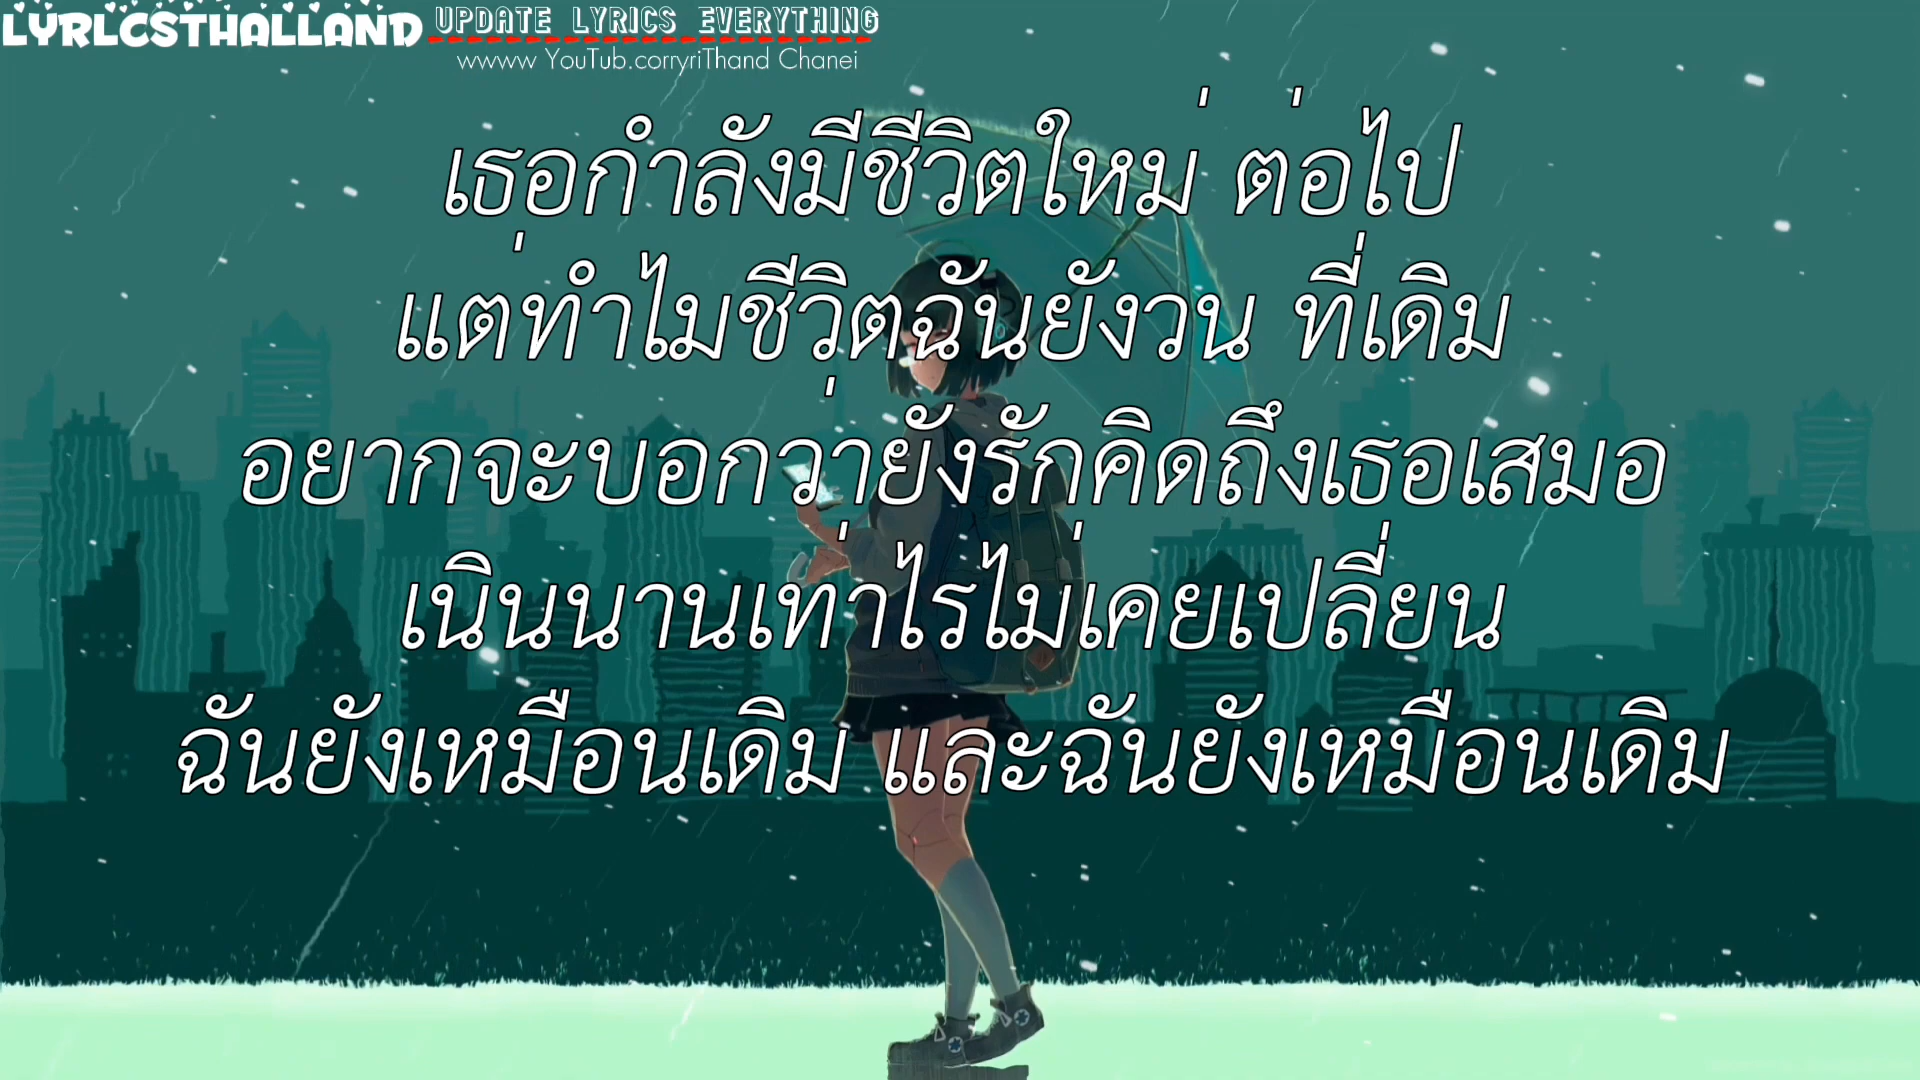 LYRLCSTHALLAND UPDATE LYRICS EVERYTHING
wwww YouTub.corryriThand Chanei
เธอกำลังมีชีวิตใหม่ ต่อไป
แต่ทำไมชีวิตฉันยังวน ที่เดิม
อยากจะบอกว่ายังรักคิดถึงเธอเสมอ
เนินนานเท่าไรไม่เคยเปลี่ยน
ฉันยังเหมือนเดิม และฉันยังเหมือนเดิม